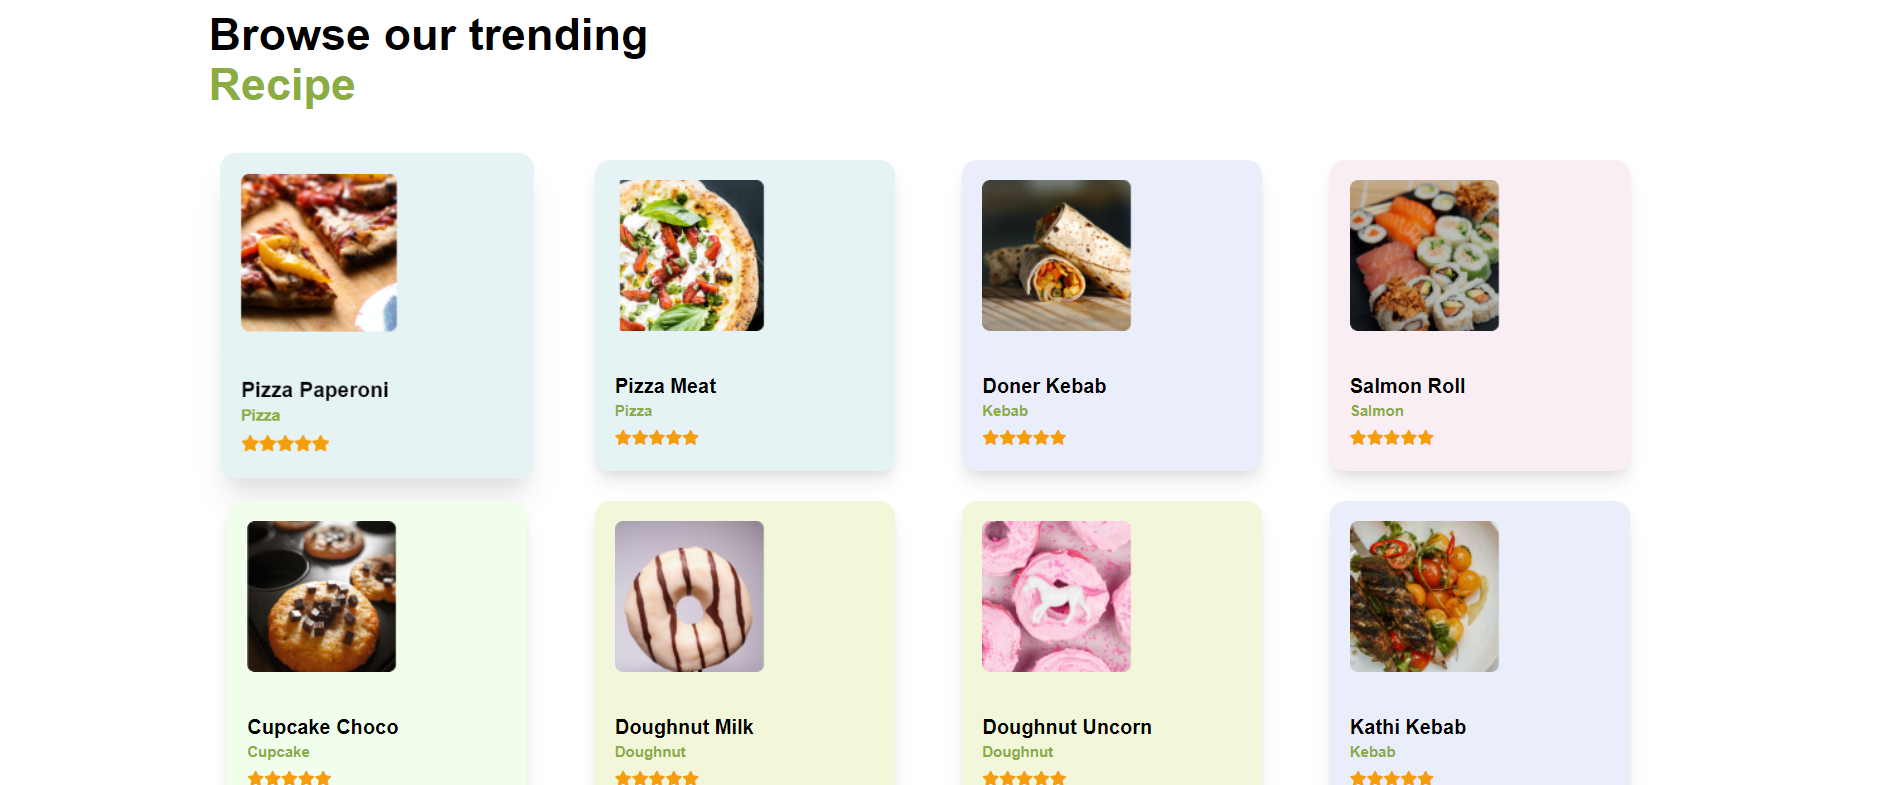 Browse our trending
Recipe
Pizza Paperoni
Pizza
Pizza Meat
Pizza
Doner Kebab
Kebab
Salmon Roll
Salmon
Cupcake Choco
Cupcake
Doughnut Milk
Doughnut
Doughnut Uncorn
Doughnut
Kathi Kebab
Kebab